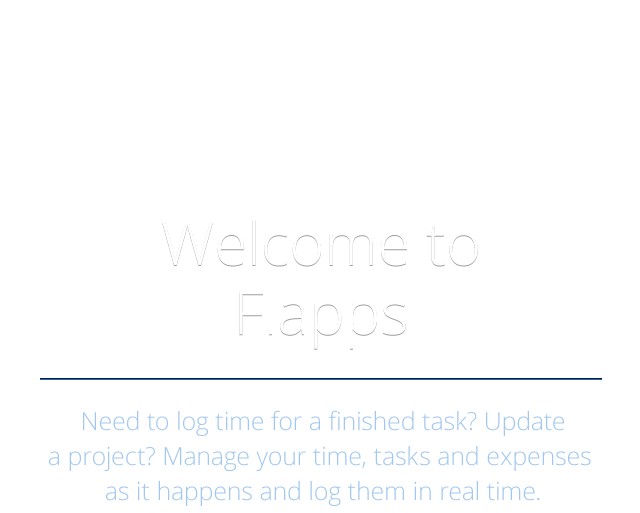 Welcome to
F.apps
Need to log time for a finished task? Update
a project? Manage your time, tasks and expenses
as it happens and log them in real time.